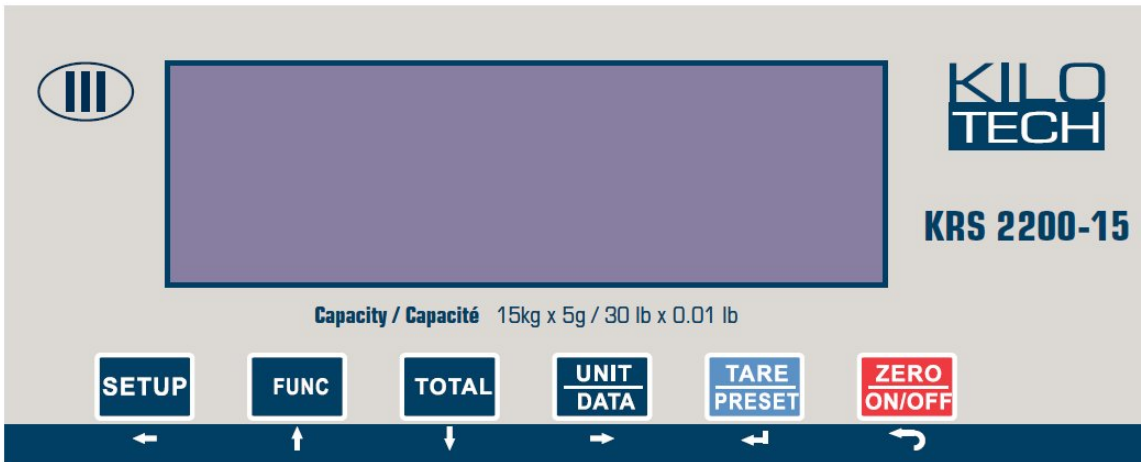 III
KILO
TECH
KRS 2200-15
Capacity / Capacité 15kg x 5g / 30 lb x 0.01 lb
SETUP FUNC TOTAL UNIT TARE ZERO
DATA PRESET ON/OFF